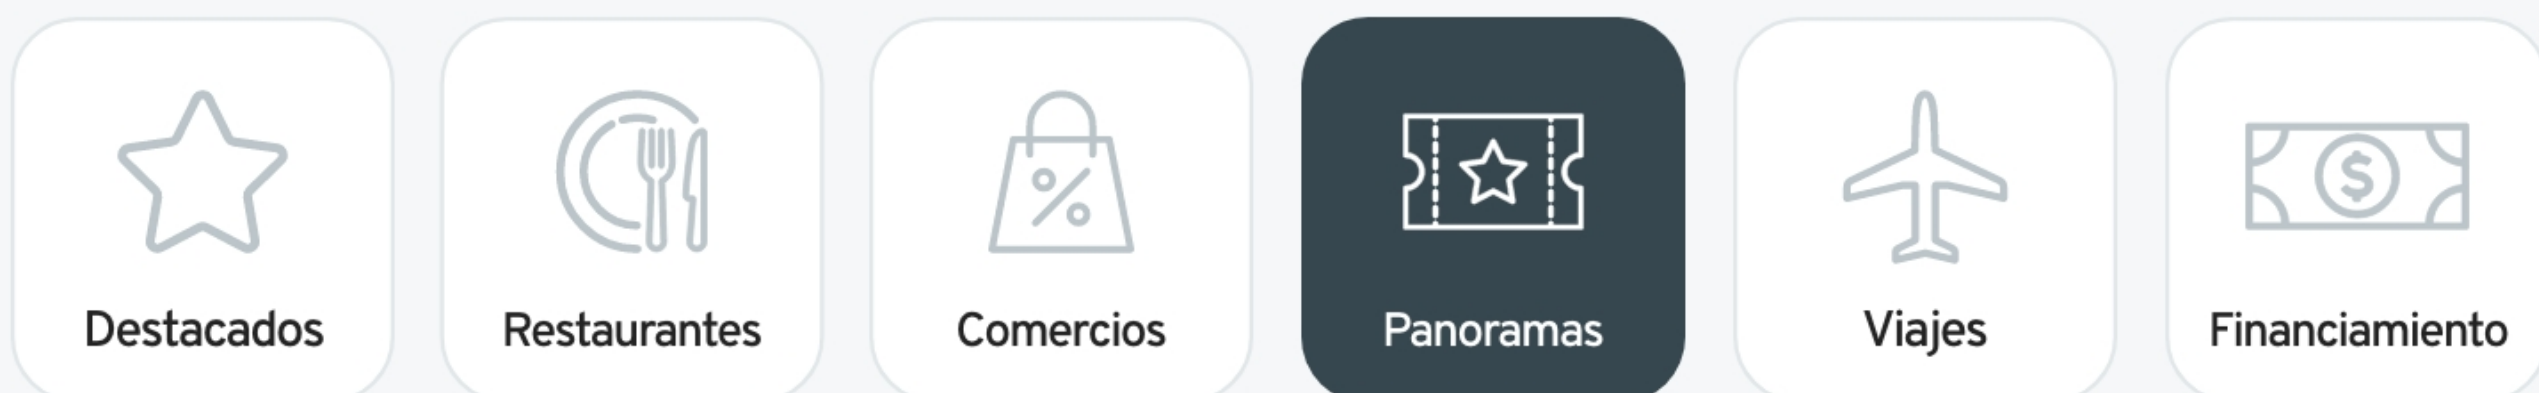 Destacados
Restaurantes
Comercios
Panoramas
Viajes
Financiamiento